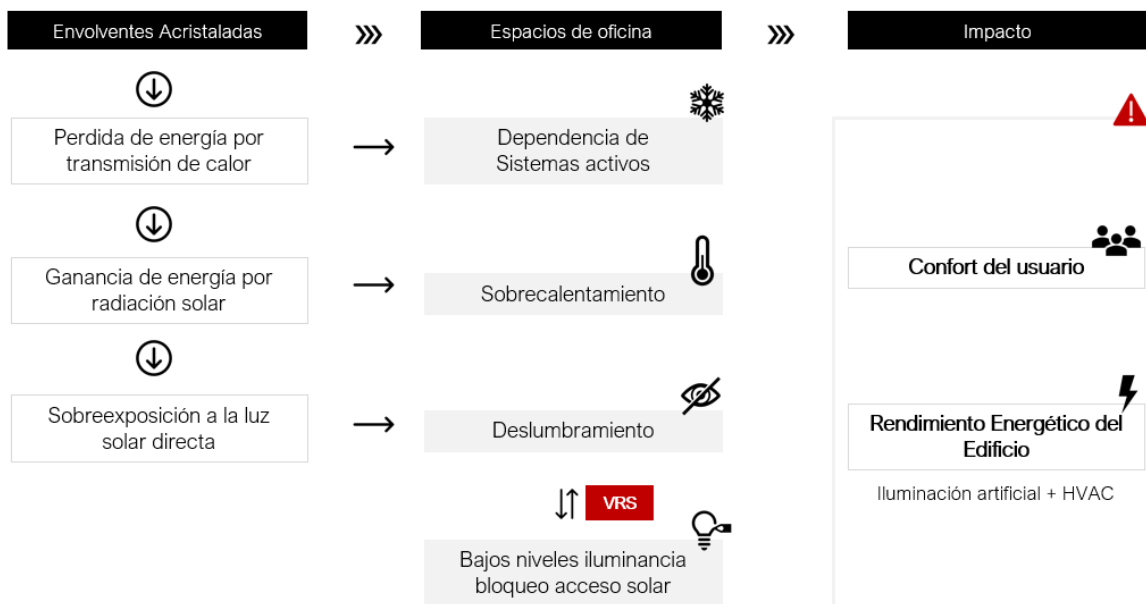 Envolventes Acristaladas
Espacios de oficina
Impacto
Perdida de energía por
transmisión de calor
Dependencia de
Sistemas activos
Ganancia de energía por
radiación solar
Sobrecalentamiento
Confort del usuario
Sobreexposición a la luz
solar directa
Deslumbramiento
Rendimiento Energético del
Edificio
Iluminación artificial + HVAC
VRS
Bajos niveles iluminancia
bloqueo acceso solar